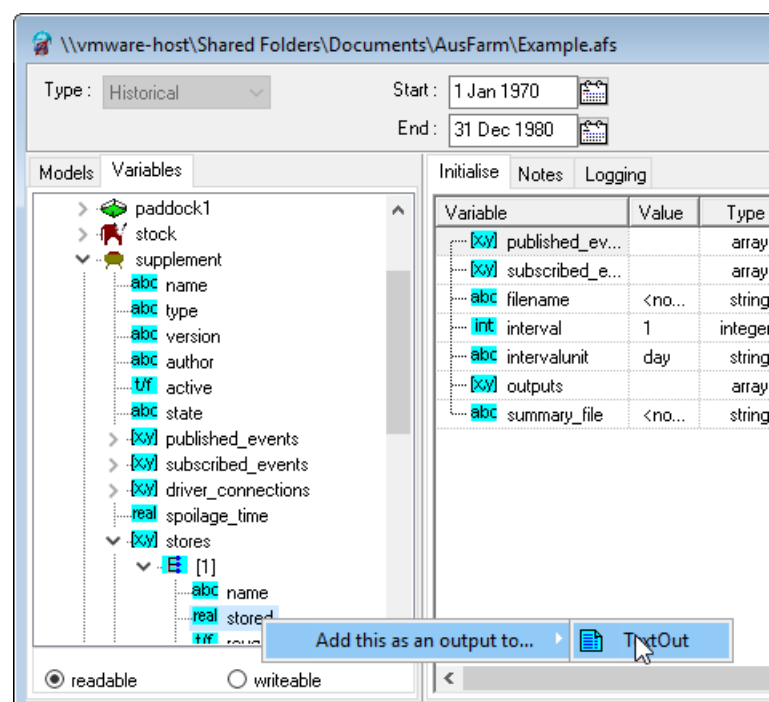 \\vmware-host\Shared Folders\Documents\AusFarm\Example.afs
Type : Historical
Start : 1 Jan 1970
End : 31 Dec 1980
Models Variables
paddock1
stock
supplement
abc name
abc type
abc version
abc author
t/f active
abc state
[x,y] published_events
[x,y] subscribed_events
[x,y] driver_connections
real spoilage_time
[x,y] stores
[1]
abc name
real stored
t/f
readable writeable
Initialise Notes Logging
Variable Value Type
[x,y] published_ev... array
[x,y] subscribed_e... array
abc filename <no... string
int interval 1 integer
abc intervalunit day string
[x,y] outputs array
abc summary_file <no... string
Add this as an output to... TextOut